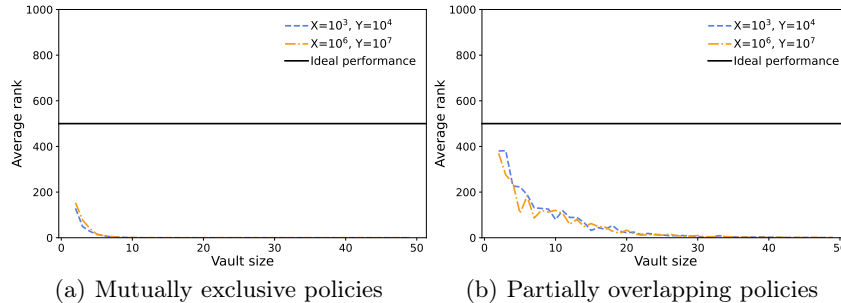 1000
800
600
400
200
0
Average rank
X=10³, Y=10⁴
X=10⁶, Y=10⁷
Ideal performance
0 10 20 30 40 50
Vault size
(a) Mutually exclusive policies
1000
800
600
400
200
0
Average rank
X=10³, Y=10⁴
X=10⁶, Y=10⁷
Ideal performance
0 10 20 30 40 50
Vault size
(b) Partially overlapping policies